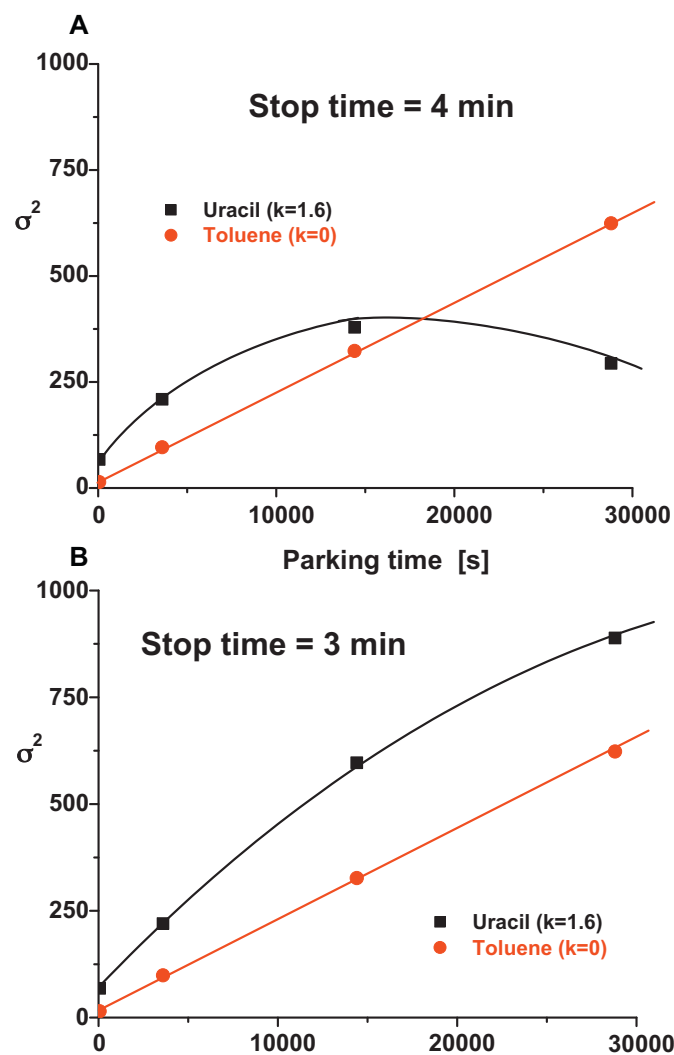 A
1000
Stop time = 4 min
750
Uracil (k=1.6)
Toluene (k=0)
σ²
500
250
0
0 10000 20000 30000
Parking time [s]
B
1000
Stop time = 3 min
750
σ²
500
250
Uracil (k=1.6)
Toluene (k=0)
0
0 10000 20000 30000